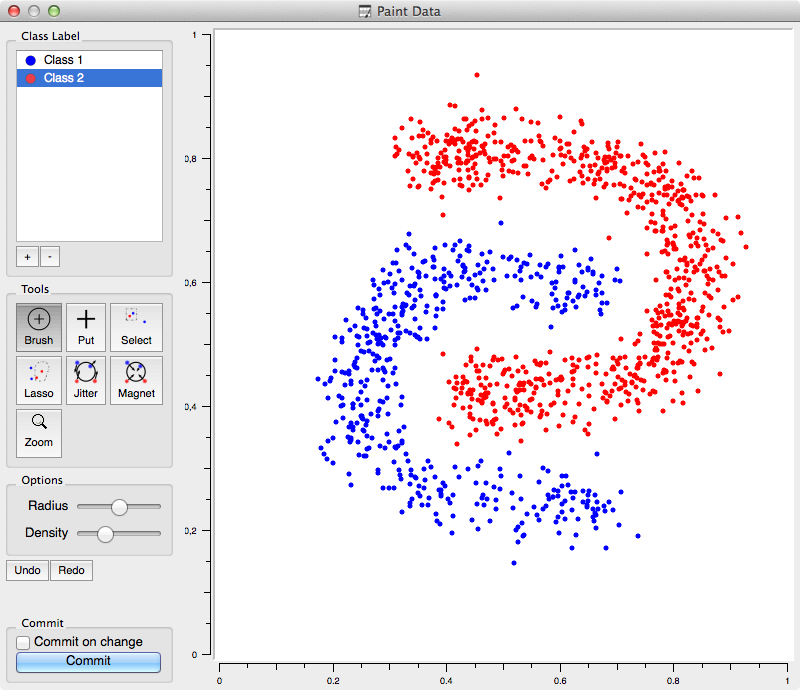 Paint Data
Class Label
Class 1
Class 2
+ -
Tools
Brush Put Select
Lasso Jitter Magnet
Zoom
Options
Radius
Density
Undo Redo
Commit
Commit on change
Commit
1
0,8
0,6
0,4
0,2
0
0 0.2 0.4 0.6 0.8 1